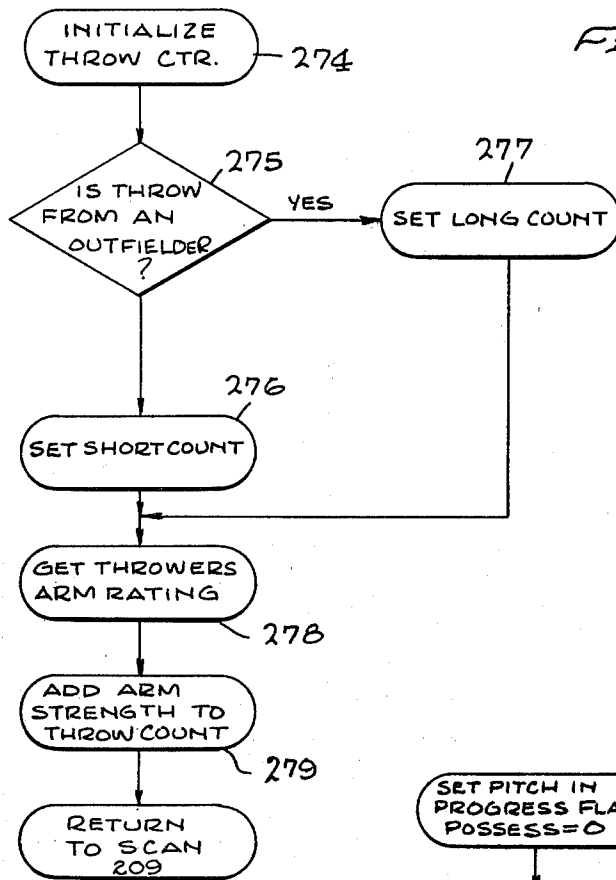 INITIALIZE
THROW CTR.
274
IS THROW
FROM AN
OUTFIELDER
?
275
YES
277
SET LONG COUNT
276
SET SHORT COUNT
GET THROWERS
ARM RATING
278
ADD ARM
STRENGTH TO
THROW COUNT
279
RETURN
TO SCAN
209
SET PITCH IN
PROGRESS FLA
POSSESS=0